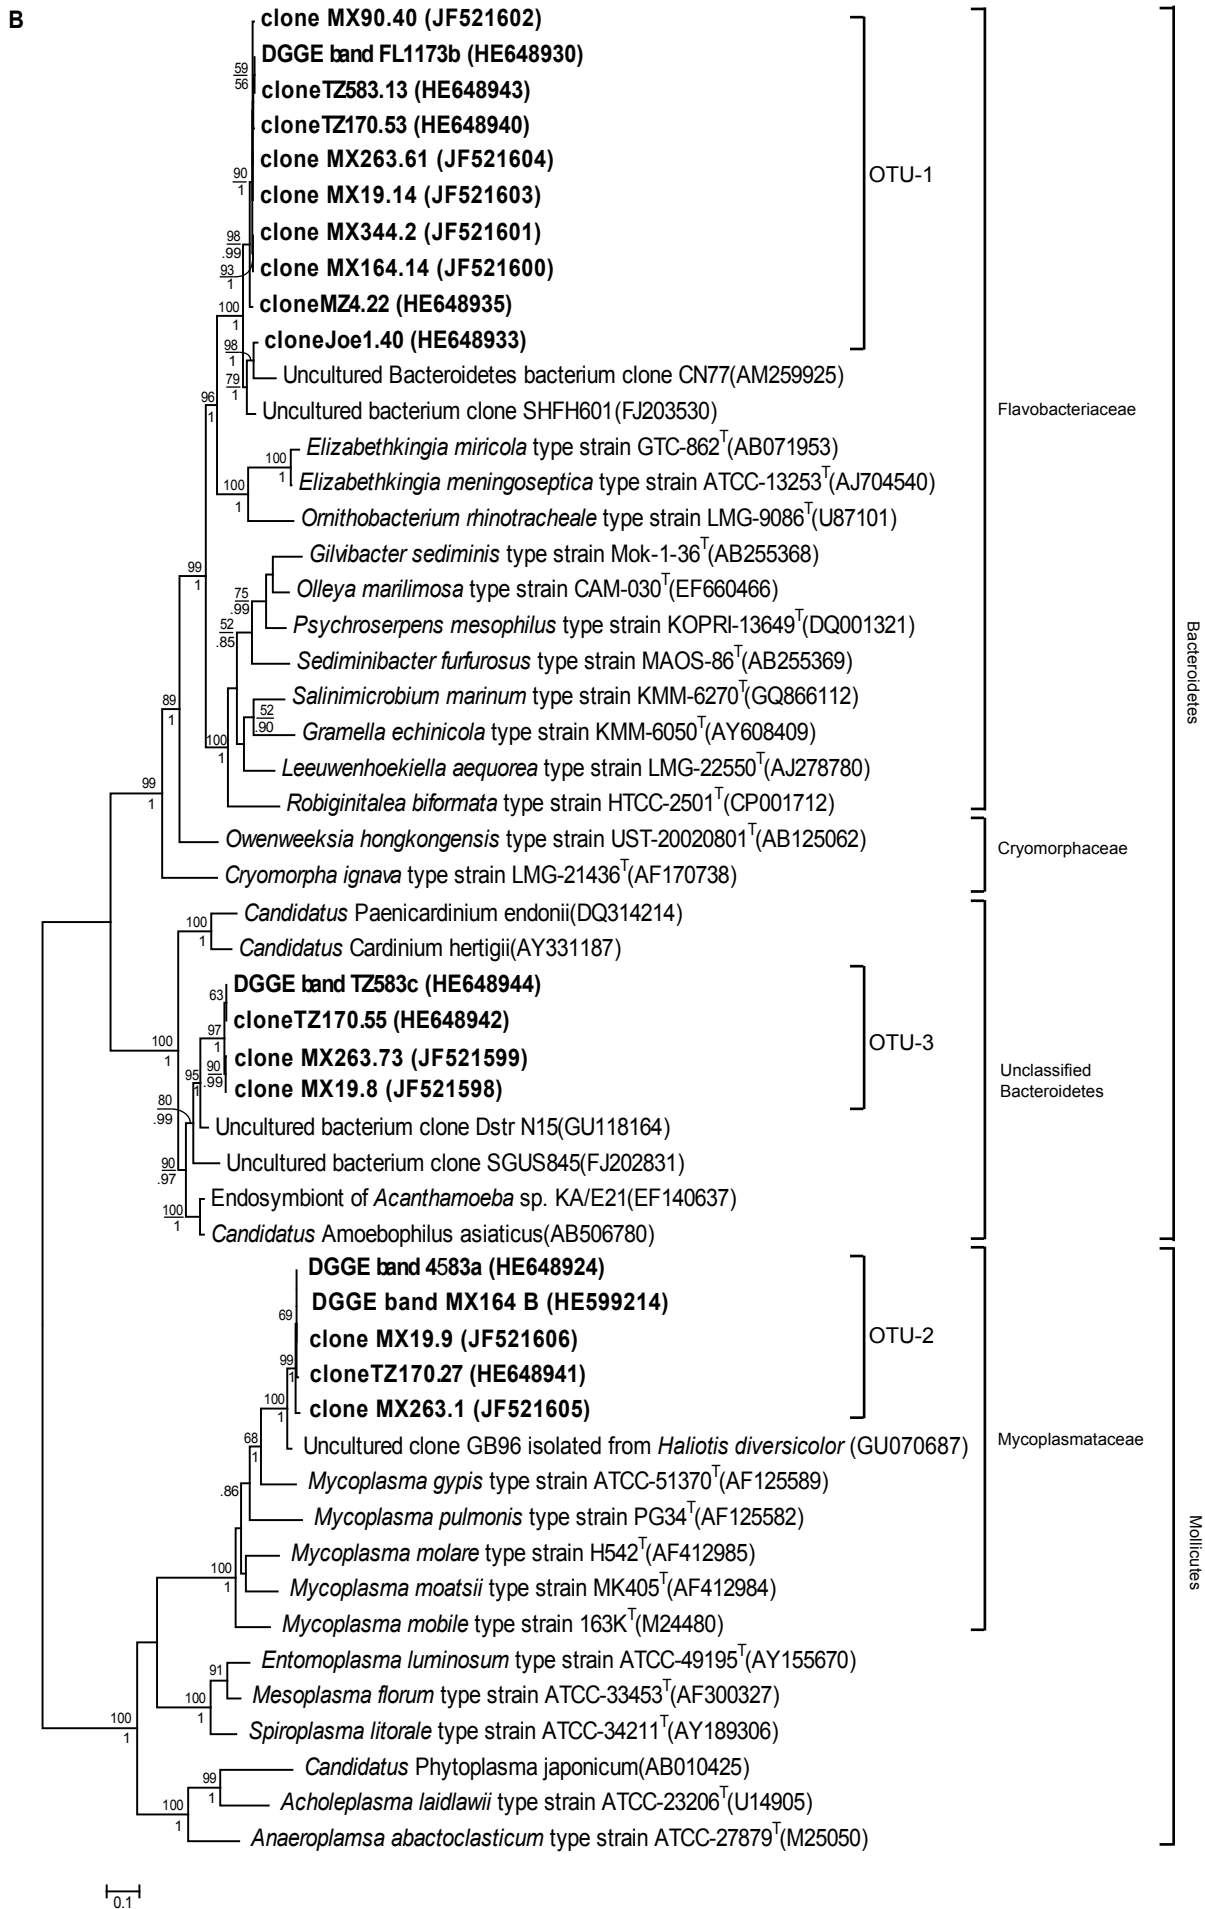 B
clone MX90.40 (JF521602)
DGGE band FL1173b (HE648930)
59
56
cloneTZ583.13 (HE648943)
cloneTZ170.53 (HE648940)
clone MX263.61 (JF521604)
90
1
OTU-1
clone MX19.14 (JF521603)
clone MX344.2 (JF521601)
98
.99
clone MX164.14 (JF521600)
93
1
cloneMZ4.22 (HE648935)
100
1
cloneJoe1.40 (HE648933)
98
1
Uncultured Bacteroidetes bacterium clone CN77(AM259925)
79
1
Uncultured bacterium clone SHFH601(FJ203530)
96
1
Flavobacteriaceae
Elizabethkingia miricola type strain GTC-862T(AB071953)
100
1
Elizabethkingia meningoseptica type strain ATCC-13253T(AJ704540)
100
1
Ornithobacterium rhinotracheale type strain LMG-9086T(U87101)
Gilvibacter sediminis type strain Mok-1-36T(AB255368)
99
1
Olleya marilimosa type strain CAM-030T(EF660466)
75
.99
Psychroserpens mesophilus type strain KOPRI-13649T(DQ001321)
52
.85
Sediminibacter furfurosus type strain MAOS-86T(AB255369)
Bacteroidetes
Salinimicrobium marinum type strain KMM-6270T(GQ866112)
89
1
52
.90
Gramella echinicola type strain KMM-6050T(AY608409)
100
1
Leeuwenhoekiella aequorea type strain LMG-22550T(AJ278780)
99
1
Robiginitalea biformata type strain HTCC-2501T(CP001712)
Owenweeksia hongkongensis type strain UST-20020801T(AB125062)
Cryomorphaceae
Cryomorpha ignava type strain LMG-21436T(AF170738)
Candidatus Paenicardinium endonii(DQ314214)
100
1
Candidatus Cardinium hertigii(AY331187)
DGGE band TZ583c (HE648944)
63
cloneTZ170.55 (HE648942)
97
1
OTU-3
100
1
clone MX263.73 (JF521599)
90
.99
95
1
clone MX19.8 (JF521598)
Unclassified
Bacteroidetes
80
.99
Uncultured bacterium clone Dstr N15(GU118164)
Uncultured bacterium clone SGUS845(FJ202831)
90
.97
Endosymbiont of Acanthamoeba sp. KA/E21(EF140637)
100
1
Candidatus Amoebophilus asiaticus(AB506780)
DGGE band 4583a (HE648924)
DGGE band MX164 B (HE599214)
69
clone MX19.9 (JF521606)
OTU-2
99
1
cloneTZ170.27 (HE648941)
100
1
clone MX263.1 (JF521605)
Uncultured clone GB96 isolated from Haliotis diversicolor (GU070687)
Mycoplasmataceae
68
1
Mycoplasma gypis type strain ATCC-51370T(AF125589)
.86
Mycoplasma pulmonis type strain PG34T(AF125582)
Mycoplasma molare type strain H542T(AF412985)
Mollicutes
100
1
Mycoplasma moatsii type strain MK405T(AF412984)
Mycoplasma mobile type strain 163KT(M24480)
Entomoplasma luminosum type strain ATCC-49195T(AY155670)
91
Mesoplasma florum type strain ATCC-33453T(AF300327)
100
1
Spiroplasma litorale type strain ATCC-34211T(AY189306)
100
1
Candidatus Phytoplasma japonicum(AB010425)
99
1
Acholeplasma laidlawii type strain ATCC-23206T(U14905)
100
1
Anaeroplamsa abactoclasticum type strain ATCC-27879T(M25050)
0.1